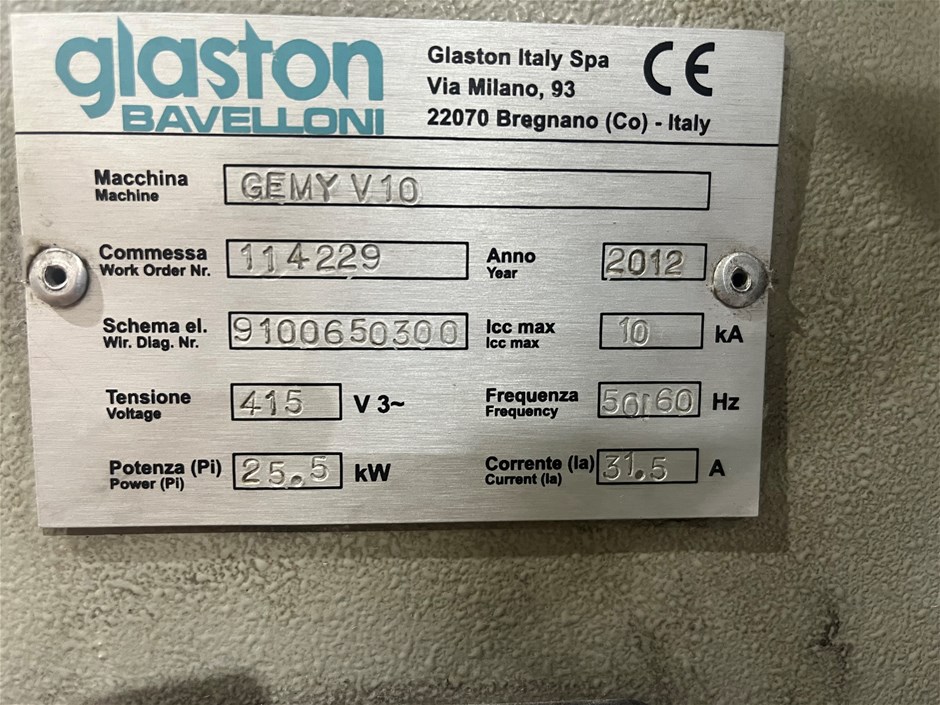 glaston
BAVELLONI
Glaston Italy Spa
Via Milano, 93
22070 Bregnano (Co) - Italy
CE
Macchina
Machine
GEMY V10
Commessa
Work Order Nr.
114229
Anno
Year
2012
Schema el.
Wir. Diag. Nr.
9100650300
Icc max
Icc max
10 kA
Tensione
Voltage
415 V 3~
Frequenza
Frequency
50/60 Hz
Potenza (Pi)
Power (Pi)
25.5 kW
Corrente (Ia)
Current (Ia)
31.5 A